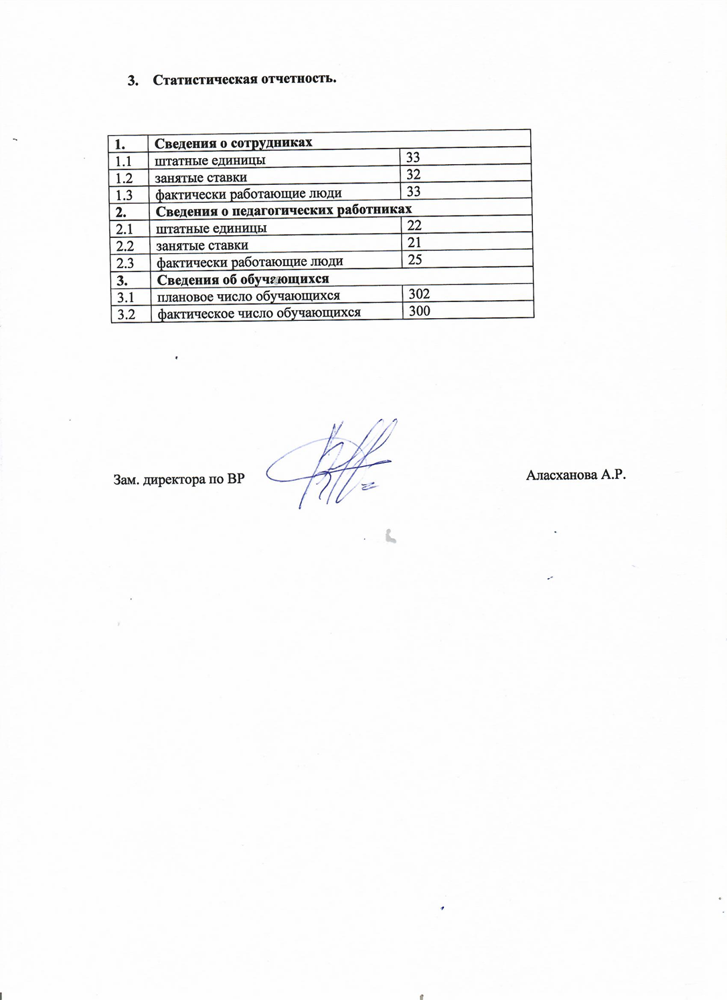 3. Статистическая отчетность.
1. Сведения о сотрудниках
1.1 штатные единицы 33
1.2 занятые ставки 32
1.3 фактически работающие люди 33
2. Сведения о педагогических работниках
2.1 штатные единицы 22
2.2 занятые ставки 21
2.3 фактически работающие люди 25
3. Сведения об обучающихся
3.1 плановое число обучающихся 302
3.2 фактическое число обучающихся 300
Зам. директора по ВР Аласханова А.Р.